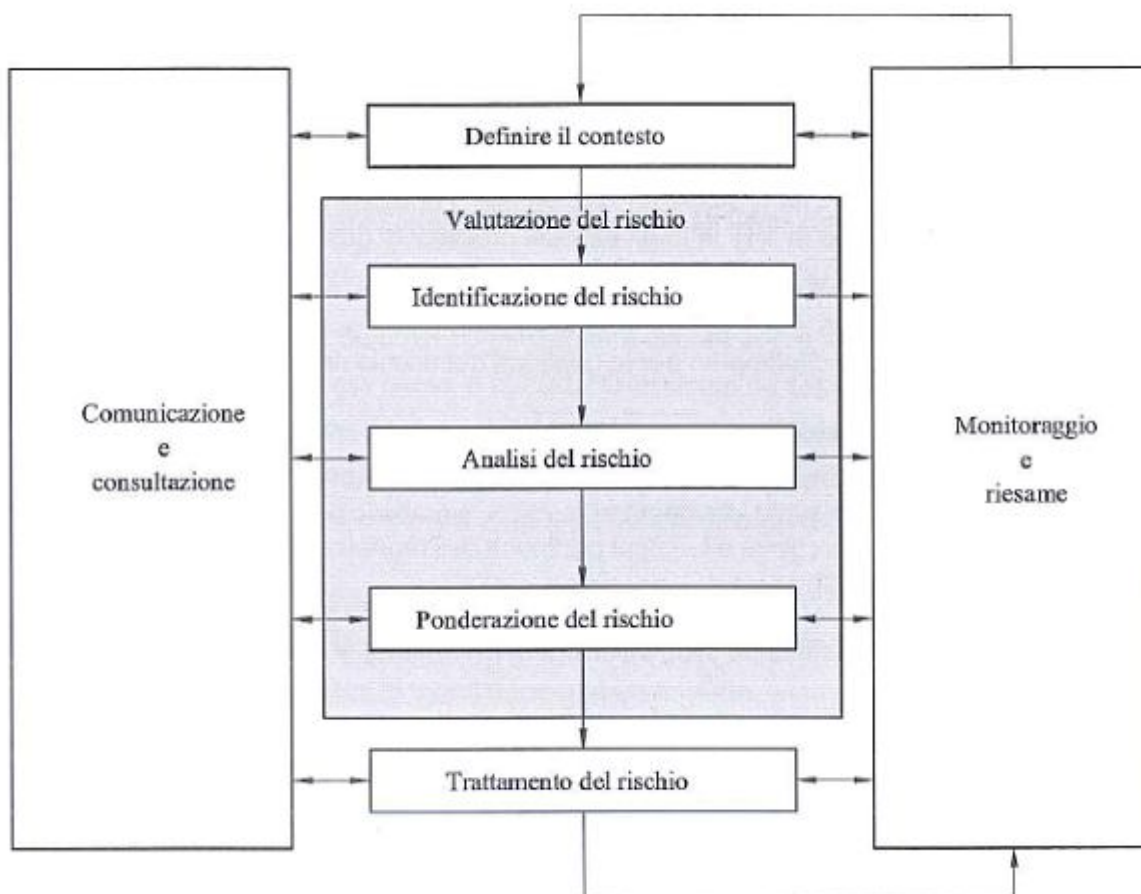 Definire il contesto
Valutazione del rischio
Identificazione del rischio
Comunicazione
e
consultazione
Analisi del rischio
Monitoraggio
e
riesame
Ponderazione del rischio
Trattamento del rischio